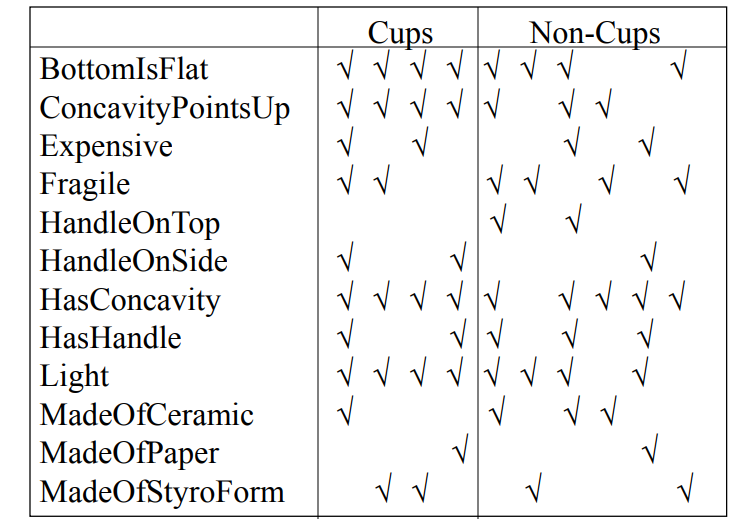 Cups Non-Cups
BottomIsFlat √ √ √ √ √ √ √ √
ConcavityPointsUp √ √ √ √ √ √ √
Expensive √ √ √ √
Fragile √ √ √ √ √ √
HandleOnTop √ √
HandleOnSide √ √ √
HasConcavity √ √ √ √ √ √ √ √ √
HasHandle √ √ √ √ √
Light √ √ √ √ √ √ √ √
MadeOfCeramic √ √ √ √
MadeOfPaper √ √
MadeOfStyroForm √ √ √ √